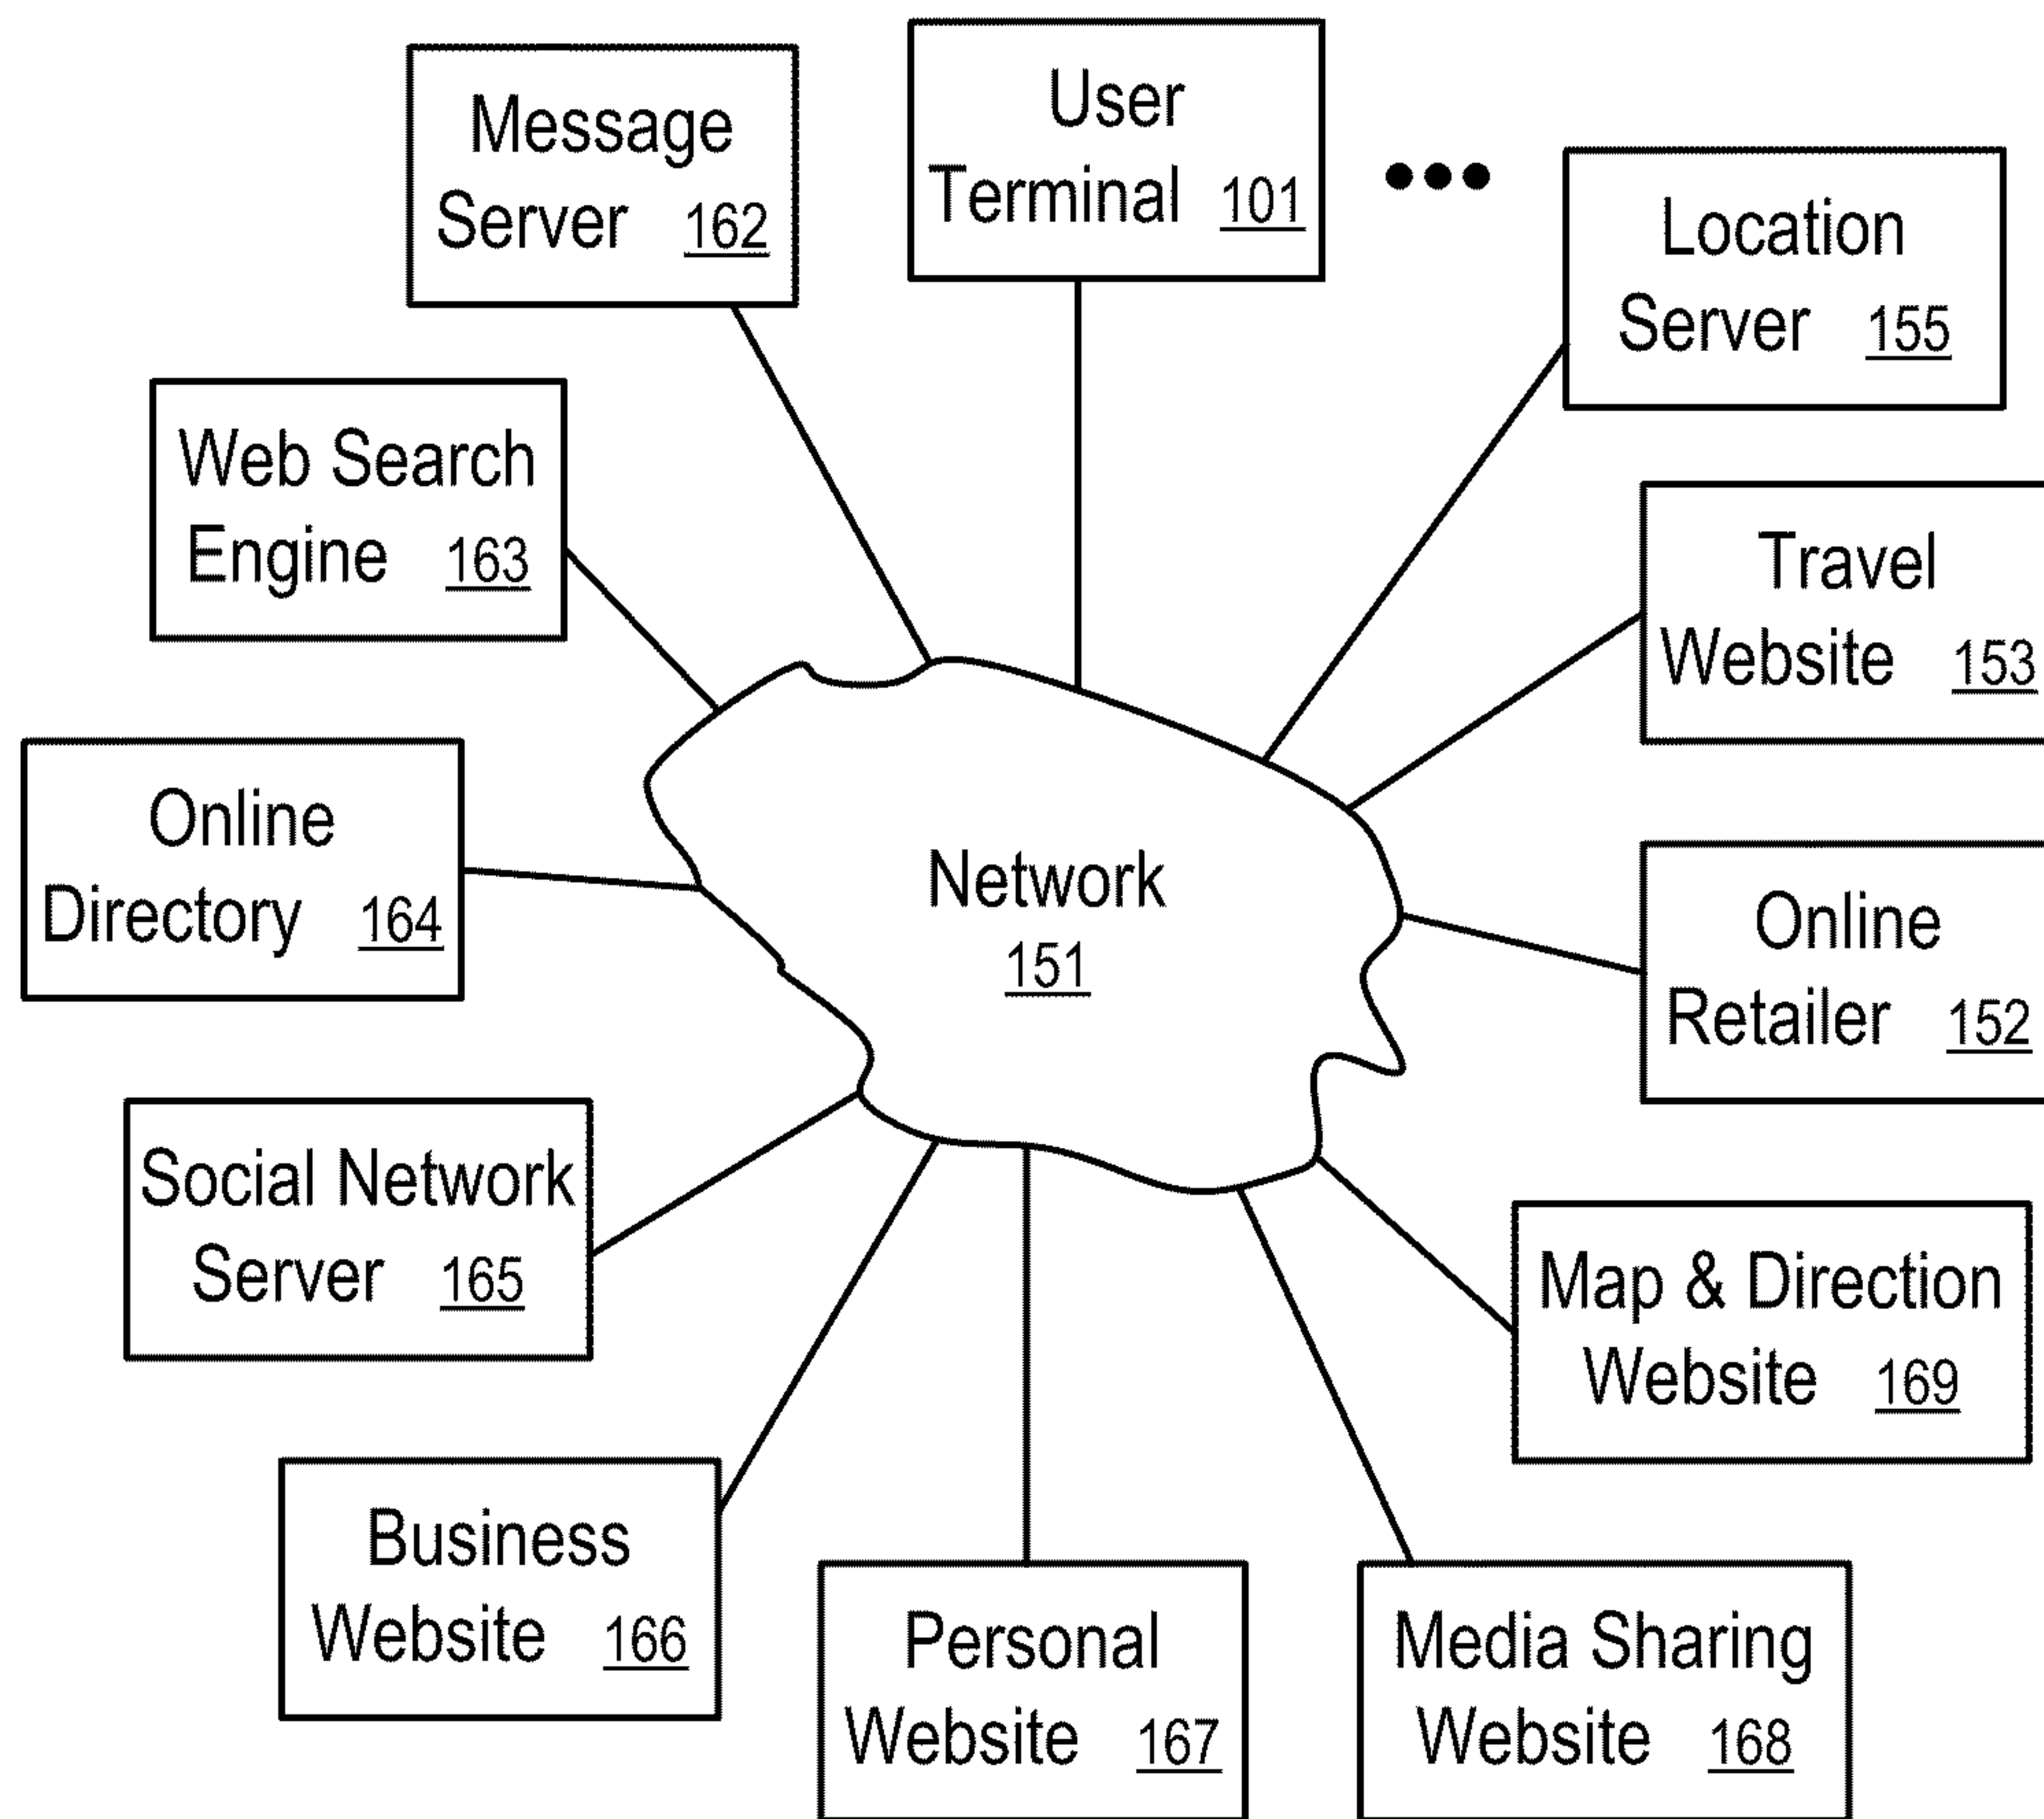 User
Terminal 101
Message
Server 162
Location
Server 155
Web Search
Engine 163
Travel
Website 153
Online
Directory 164
Network
151
Online
Retailer 152
Social Network
Server 165
Map & Direction
Website 169
Business
Website 166
Personal
Website 167
Media Sharing
Website 168